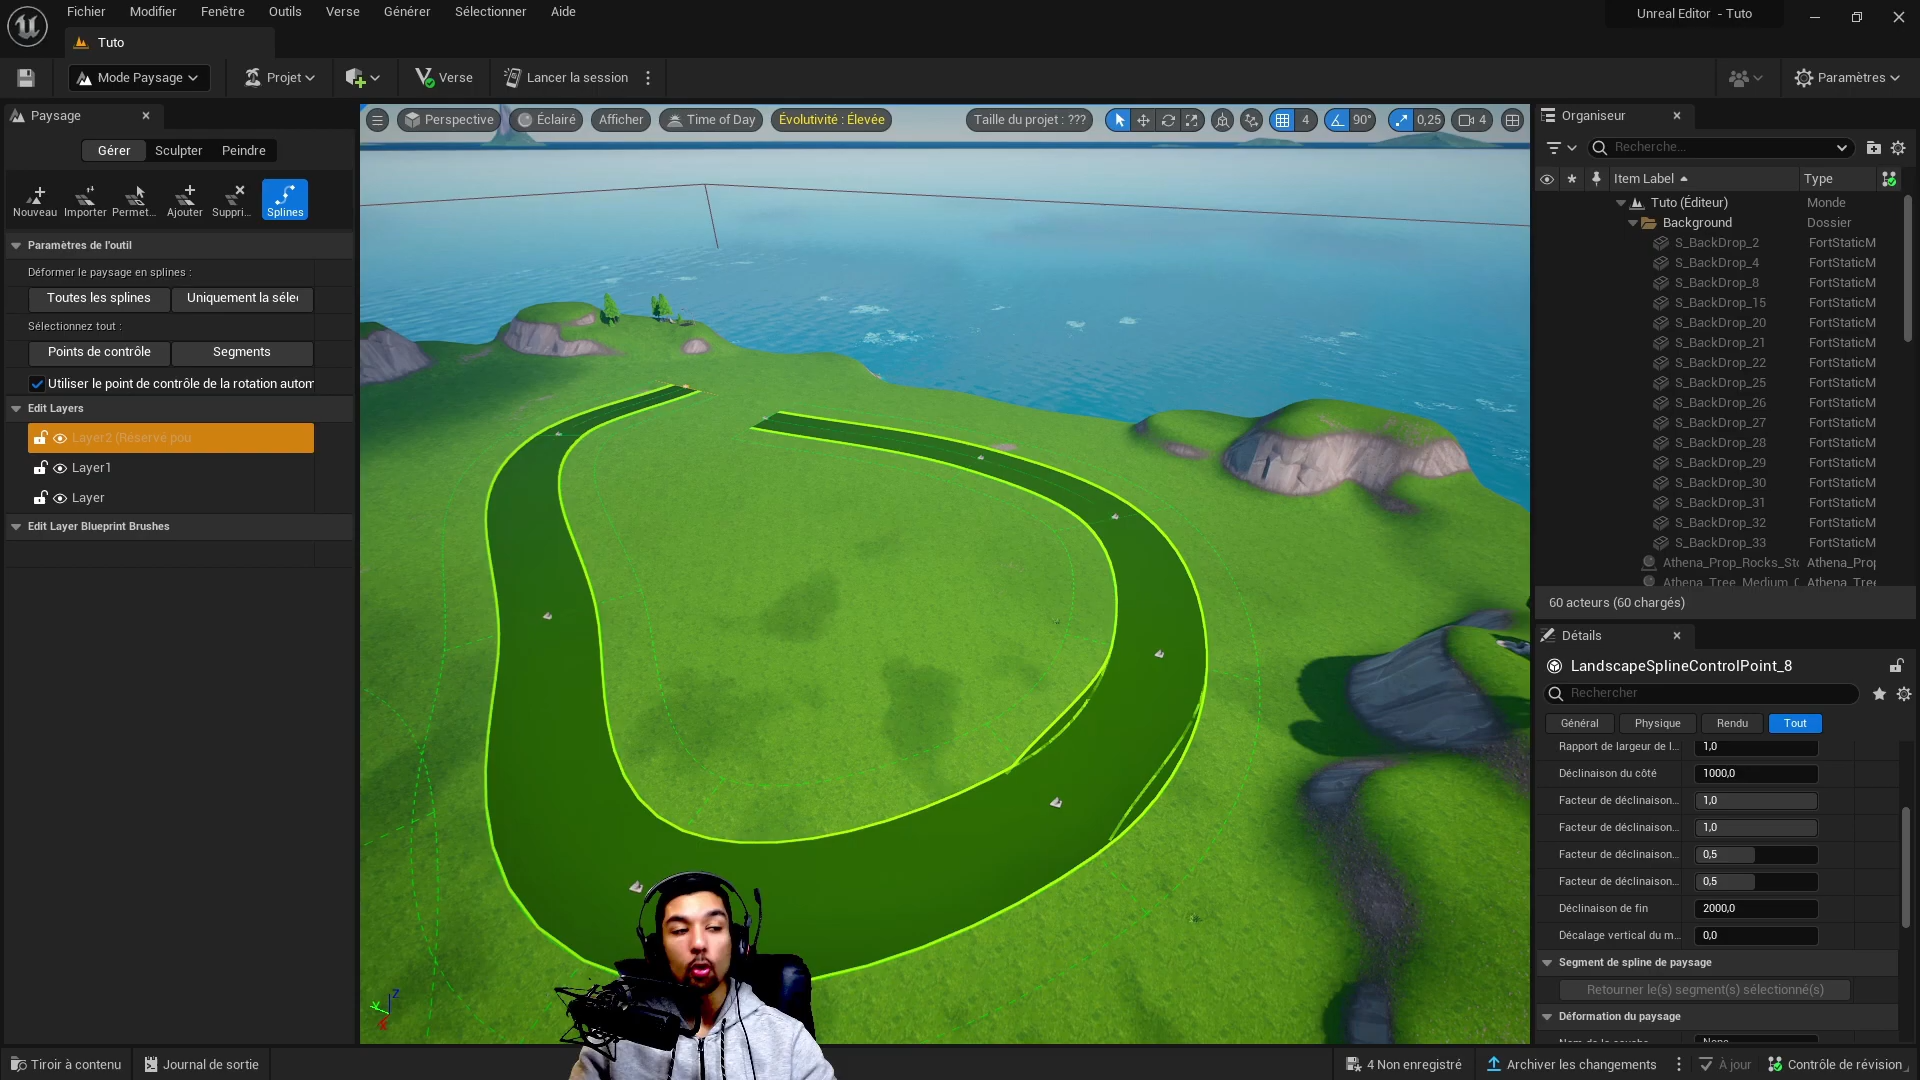 Fichier Modifier Fenêtre Outils Verse Générer Sélectionner Aide
Unreal Editor - Tuto
Tuto
Mode Paysage
Projet
Verse
Lancer la session
Paramètres
Paysage
Gérer Sculpter Peindre
Nouveau Importer Permet... Ajouter Suppri... Splines
Paramètres de l'outil
Déformer le paysage en splines :
Toutes les splines
Uniquement la séle
Sélectionnez tout :
Points de contrôle
Segments
Utiliser le point de contrôle de la rotation autom
Edit Layers
Layer2 (Réservé pou
Layer1
Layer
Edit Layer Blueprint Brushes
Perspective
Éclairé
Afficher
Time of Day
Évolutivité : Élevée
Taille du projet : ???
4
90°
0,25
4
Z
Organiseur
Recherche...
Item Label Type
Tuto (Éditeur) Monde
Background Dossier
S_BackDrop_2 FortStaticM
S_BackDrop_4 FortStaticM
S_BackDrop_8 FortStaticM
S_BackDrop_15 FortStaticM
S_BackDrop_20 FortStaticM
S_BackDrop_21 FortStaticM
S_BackDrop_22 FortStaticM
S_BackDrop_25 FortStaticM
S_BackDrop_26 FortStaticM
S_BackDrop_27 FortStaticM
S_BackDrop_28 FortStaticM
S_BackDrop_29 FortStaticM
S_BackDrop_30 FortStaticM
S_BackDrop_31 FortStaticM
S_BackDrop_32 FortStaticM
S_BackDrop_33 FortStaticM
Athena_Prop_Rocks_Sto Athena_Prop
Athena_Tree_Medium_ Athena_Tree
60 acteurs (60 chargés)
Détails
LandscapeSplineControlPoint_8
Rechercher
Général Physique Rendu Tout
Rapport de largeur de l... 1,0
Déclinaison du côté 1000,0
Facteur de déclinaison... 1,0
Facteur de déclinaison... 1,0
Facteur de déclinaison... 0,5
Facteur de déclinaison... 0,5
Déclinaison de fin 2000,0
Décalage vertical du m... 0,0
Segment de spline de paysage
Retourner le(s) segment(s) sélectionné(s)
Déformation du paysage
Tiroir à contenu
Journal de sortie
4 Non enregistré
Archiver les changements
À jour
Contrôle de révision